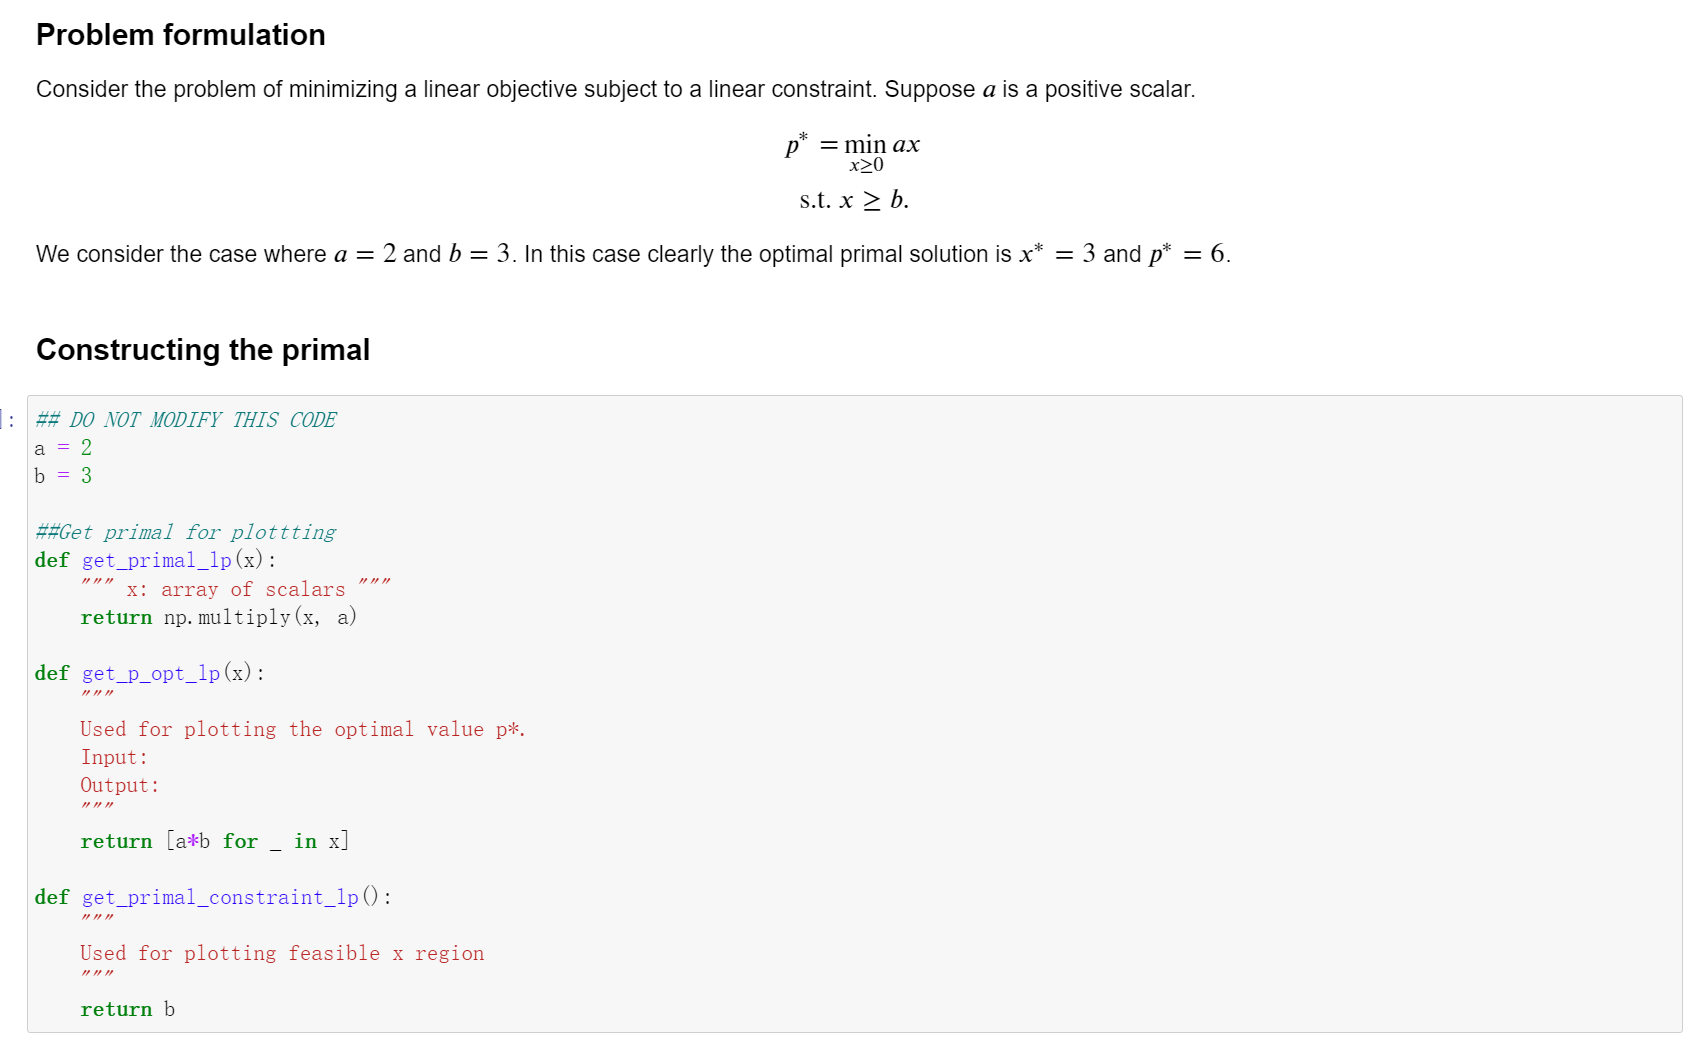 Problem formulation
Consider the problem of minimizing a linear objective subject to a linear constraint. Suppose a is a positive scalar.
p* = min ax
x≥0
s.t. x ≥ b.
We consider the case where a = 2 and b = 3. In this case clearly the optimal primal solution is x* = 3 and p* = 6.
Constructing the primal
]: ## DO NOT MODIFY THIS CODE
a = 2
b = 3
##Get primal for plottting
def get_primal_lp(x):
    """ x: array of scalars """
    return np.multiply(x, a)
def get_p_opt_lp(x):
    """
    Used for plotting the optimal value p*.
    Input:
    Output:
    """
    return [a*b for _ in x]
def get_primal_constraint_lp():
    """
    Used for plotting feasible x region
    """
    return b